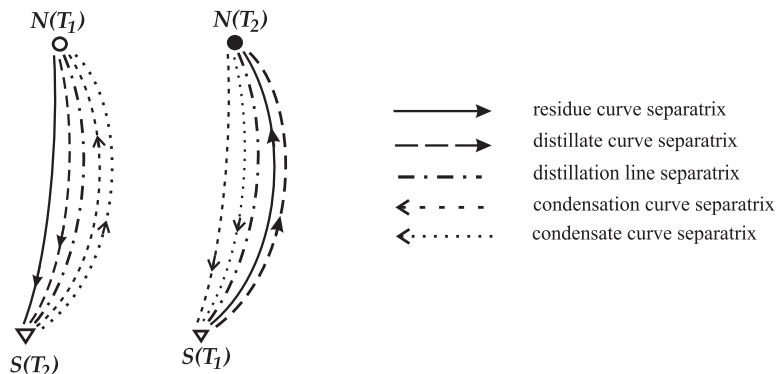 N(T₁)
N(T₂)
residue curve separatrix
distillate curve separatrix
distillation line separatrix
condensation curve separatrix
condensate curve separatrix
S(T₂)
S(T₁)